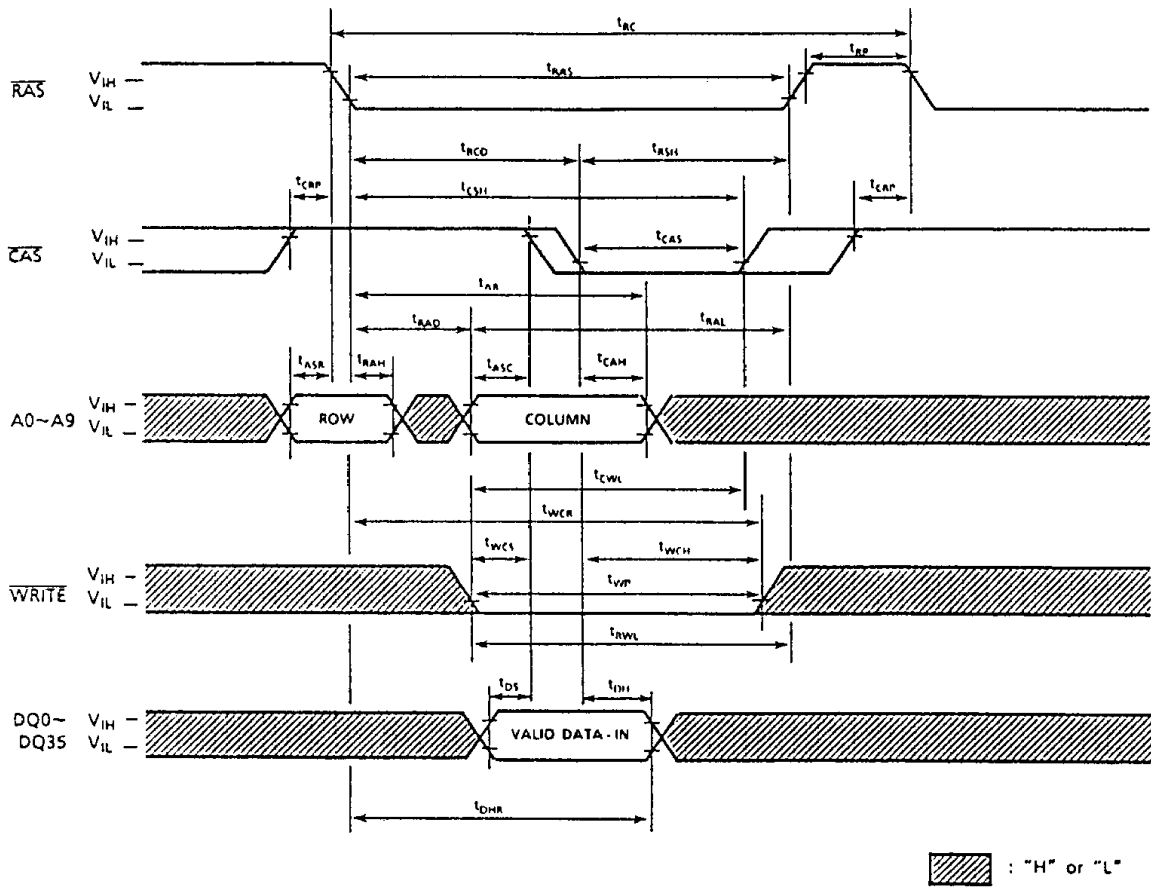 tRC
tRP
RAS
VIH
VIL
tRAS
tRCD
tRSH
tCRP
tCSH
tCRP
CAS
VIH
VIL
tCAS
tAR
tRAD
tRAL
tASR
tRAH
tASC
tCAH
A0~A9
VIH
VIL
ROW
COLUMN
tCWL
tWCR
tWCS
tWCH
WRITE
VIH
VIL
tWP
tRWL
tDS
tDH
DQ0~
DQ35
VIH
VIL
VALID DATA-IN
tDHR
: "H" or "L"